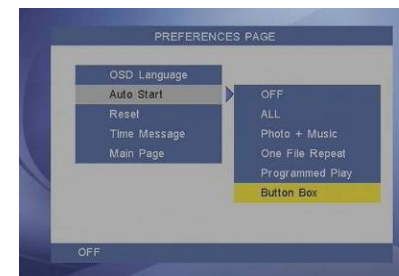 PREFERENCES PAGE
OSD Language
Auto Start
Reset
Time Message
Main Page
OFF
ALL
Photo + Music
One File Repeat
Programmed Play
Button Box
OFF